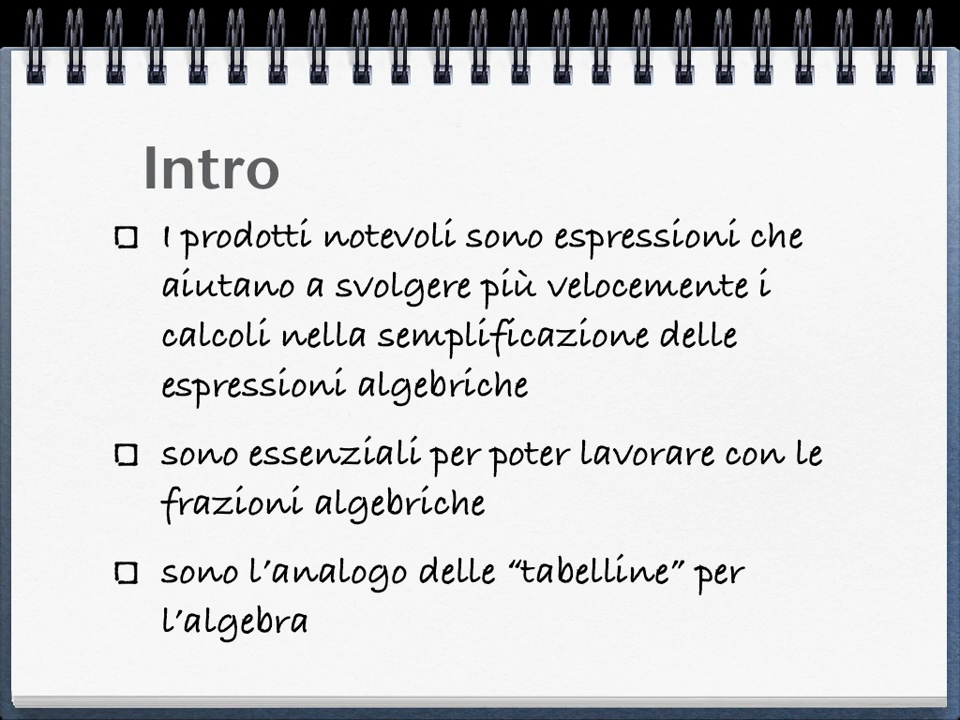 Intro
I prodotti notevoli sono espressioni che
aiutano a svolgere più velocemente i
calcoli nella semplificazione delle
espressioni algebriche
sono essenziali per poter lavorare con le
frazioni algebriche
sono l’analogo delle “tabelline” per
l’algebra